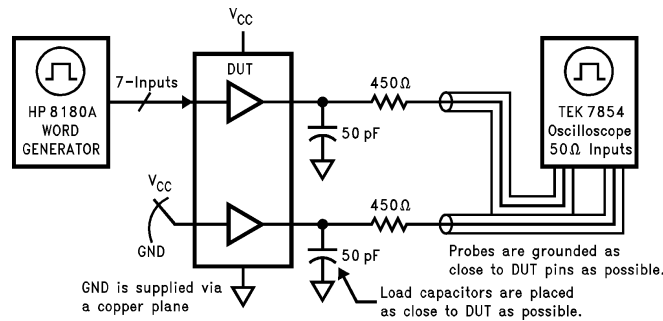 V_CC
7-Inputs
DUT
450Ω
HP 8180A
WORD
GENERATOR
50 pF
TEK 7854
Oscilloscope
50Ω Inputs
V_CC
450Ω
GND
50 pF
Probes are grounded as
close to DUT pins as possible.
GND is supplied via
a copper plane
Load capacitors are placed
as close to DUT as possible.